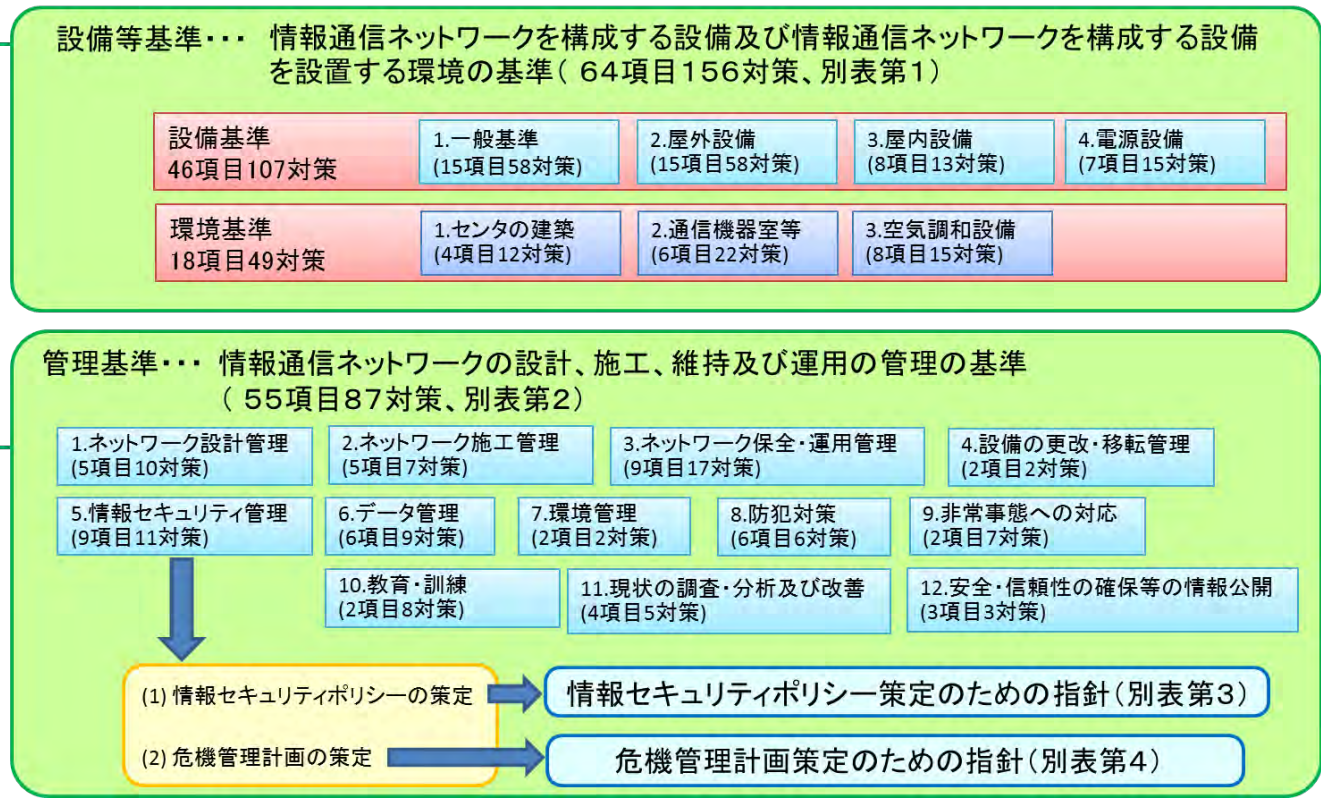 設備等基準・・・ 情報通信ネットワークを構成する設備及び情報通信ネットワークを構成する設備
を設置する環境の基準( 64項目156対策、別表第1)
設備基準
46項目107対策
1.一般基準
(15項目58対策)
2.屋外設備
(15項目58対策)
3.屋内設備
(8項目13対策)
4.電源設備
(7項目15対策)
環境基準
18項目49対策
1.センタの建築
(4項目12対策)
2.通信機器室等
(6項目22対策)
3.空気調和設備
(8項目15対策)
管理基準・・・ 情報通信ネットワークの設計、施工、維持及び運用の管理の基準
( 55項目87対策、別表第2)
1.ネットワーク設計管理
(5項目10対策)
2.ネットワーク施工管理
(5項目7対策)
3.ネットワーク保全・運用管理
(9項目17対策)
4.設備の更改・移転管理
(2項目2対策)
5.情報セキュリティ管理
(9項目11対策)
6.データ管理
(6項目9対策)
7.環境管理
(2項目2対策)
8.防犯対策
(6項目6対策)
9.非常事態への対応
(2項目7対策)
10.教育・訓練
(2項目8対策)
11.現状の調査・分析及び改善
(4項目5対策)
12.安全・信頼性の確保等の情報公開
(3項目3対策)
(1) 情報セキュリティポリシーの策定
情報セキュリティポリシー策定のための指針(別表第3)
(2) 危機管理計画の策定
危機管理計画策定のための指針(別表第4)